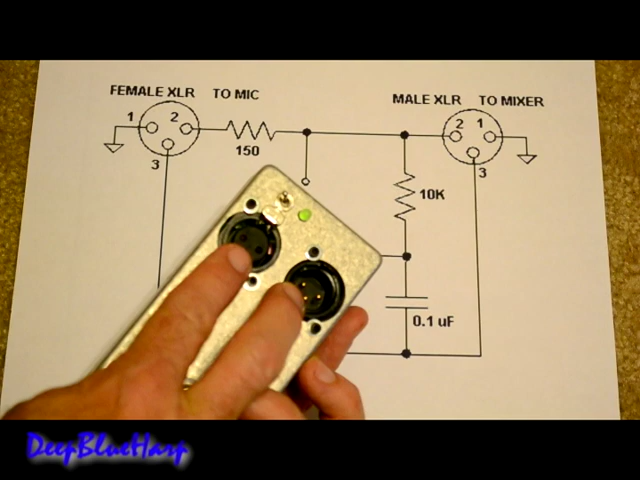 FEMALE XLR TO MIC
MALE XLR TO MIXER
1 2
2 1
3
3
150
10K
0.1 uF
DeepBlueHarp